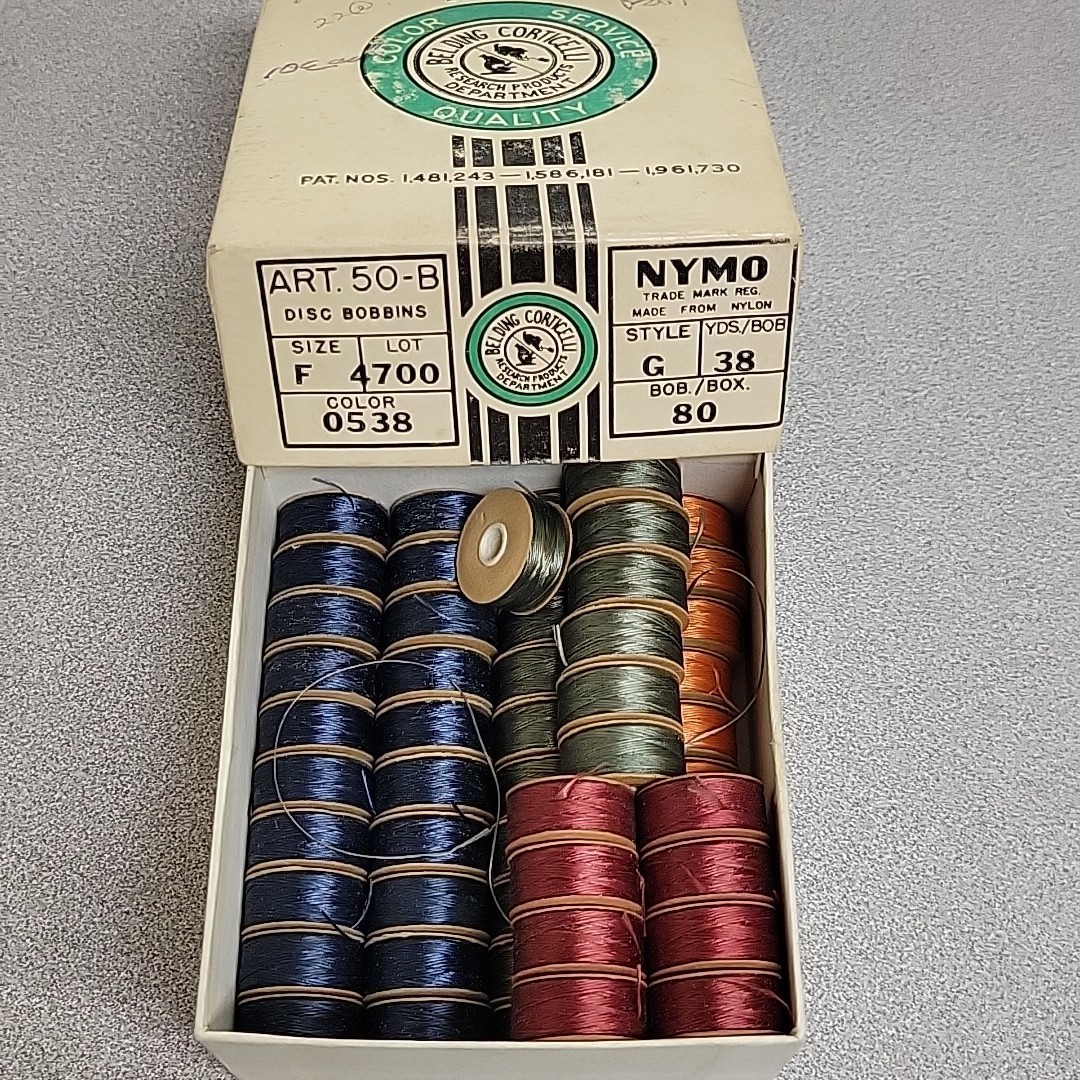 22@
COLOR SERVICE
BELDING CORTICELLI
RESEARCH PRODUCTS
DEPARTMENT
QUALITY
PAT. NOS. 1,481,243 — 1,586,181 — 1,961,730
ART. 50-B
DISC BOBBINS
SIZE LOT
F 4700
COLOR
0538
BELDING CORTICELLI
RESEARCH PRODUCTS
DEPARTMENT
NYMO
TRADE MARK REG.
MADE FROM NYLON
STYLE YDS./BOB
G 38
BOB./BOX.
80